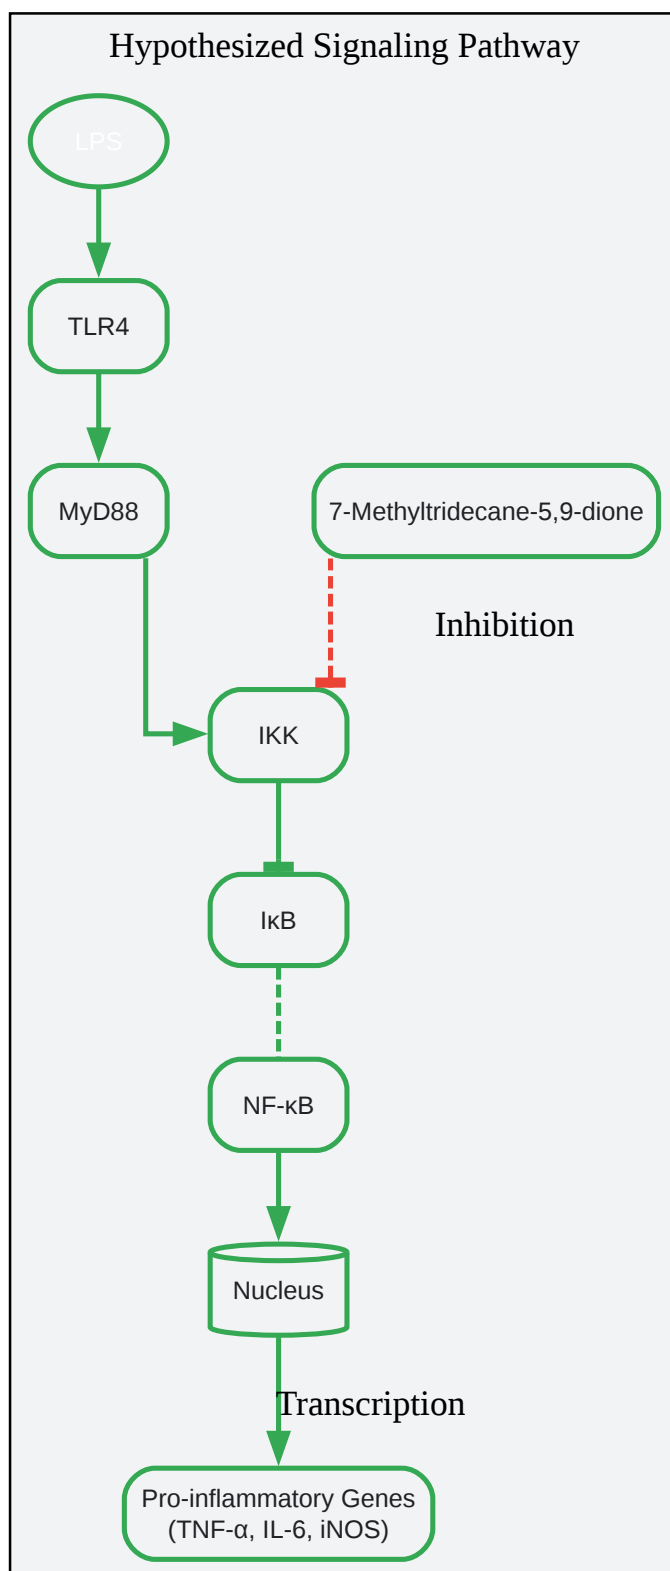 Hypothesized Signaling Pathway
LPS
TLR4
MyD88
7-Methyltridecane-5,9-dione
Inhibition
IKK
IκB
NF-κB
Nucleus
Transcription
Pro-inflammatory Genes
(TNF-α, IL-6, iNOS)